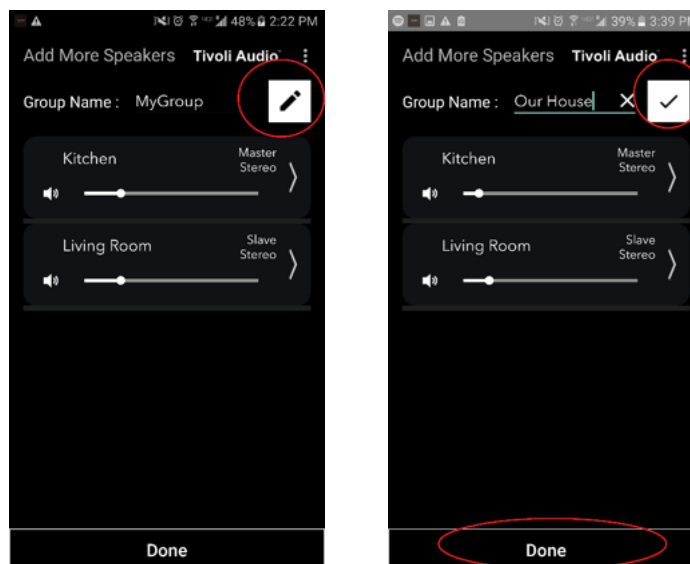 48% 2:22 PM
Add More Speakers Tivoli Audio
Group Name : MyGroup
Kitchen
Master
Stereo
Living Room
Slave
Stereo
Done
39% 3:39 PM
Add More Speakers Tivoli Audio
Group Name : Our House
Kitchen
Master
Stereo
Living Room
Slave
Stereo
Done